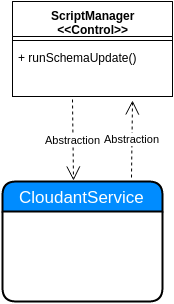 ScriptManager
<<Control>>
+ runSchemaUpdate()
Abstraction
Abstraction
CloudantService